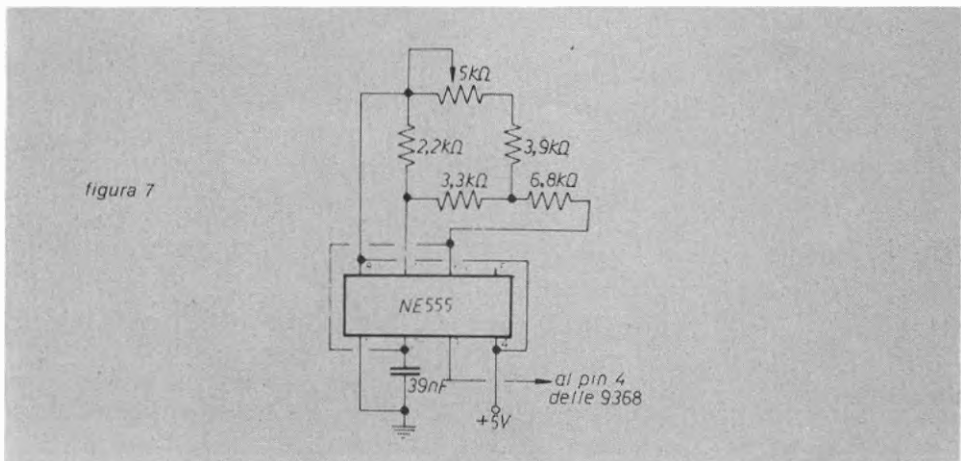 5kΩ
2,2kΩ
3,9kΩ
3,3kΩ
6,8kΩ
figura 7
NE555
39nF
+5V
al pin 4
delle 9368